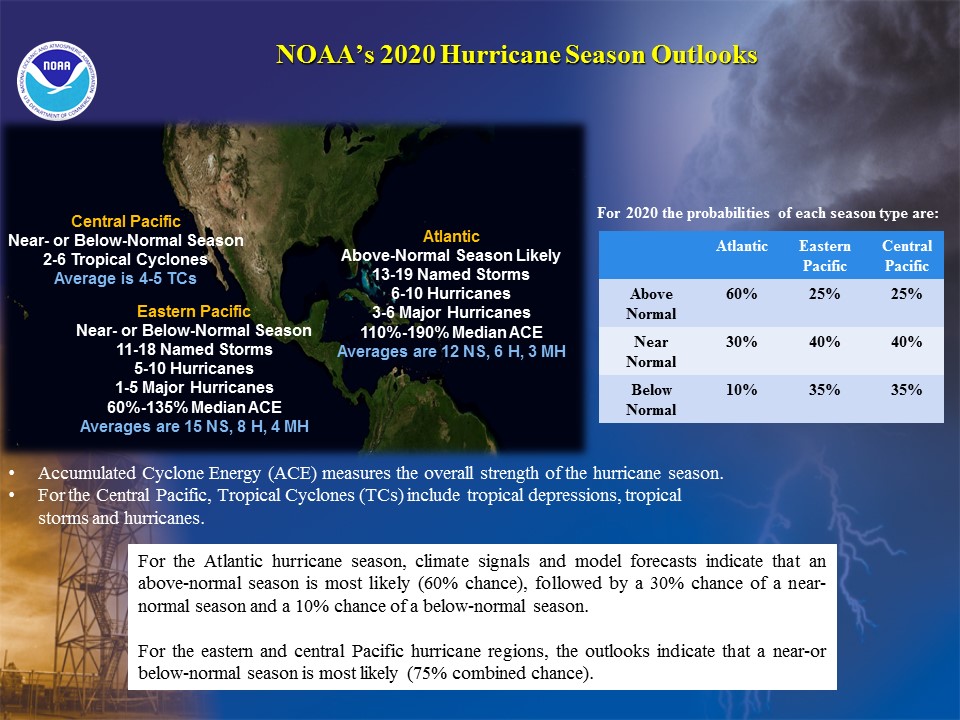 NOAA's 2020 Hurricane Season Outlooks
NOAA
NATIONAL OCEANIC AND ATMOSPHERIC ADMINISTRATION
U.S. DEPARTMENT OF COMMERCE
Central Pacific
Near- or Below-Normal Season
2-6 Tropical Cyclones
Average is 4-5 TCs
Eastern Pacific
Near- or Below-Normal Season
11-18 Named Storms
5-10 Hurricanes
1-5 Major Hurricanes
60%-135% Median ACE
Averages are 15 NS, 8 H, 4 MH
Atlantic
Above-Normal Season Likely
13-19 Named Storms
6-10 Hurricanes
3-6 Major Hurricanes
110%-190% Median ACE
Averages are 12 NS, 6 H, 3 MH
For 2020 the probabilities of each season type are:
Atlantic Eastern Central
Pacific Pacific
Above 60% 25% 25%
Normal
Near 30% 40% 40%
Normal
Below 10% 35% 35%
Normal
• Accumulated Cyclone Energy (ACE) measures the overall strength of the hurricane season.
• For the Central Pacific, Tropical Cyclones (TCs) include tropical depressions, tropical
storms and hurricanes.
For the Atlantic hurricane season, climate signals and model forecasts indicate that an
above-normal season is most likely (60% chance), followed by a 30% chance of a near-
normal season and a 10% chance of a below-normal season.
For the eastern and central Pacific hurricane regions, the outlooks indicate that a near-or
below-normal season is most likely (75% combined chance).